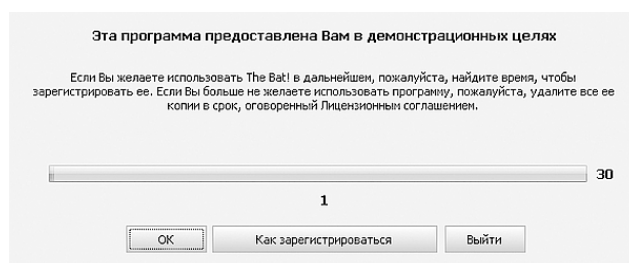 Эта программа предоставлена Вам в демонстрационных целях
Если Вы желаете использовать The Bat! в дальнейшем, пожалуйста, найдите время, чтобы
зарегистрировать ее. Если Вы больше не желаете использовать программу, пожалуйста, удалите все ее
копии в срок, оговоренный Лицензионным соглашением.
30
1
OK
Как зарегистрироваться
Выйти